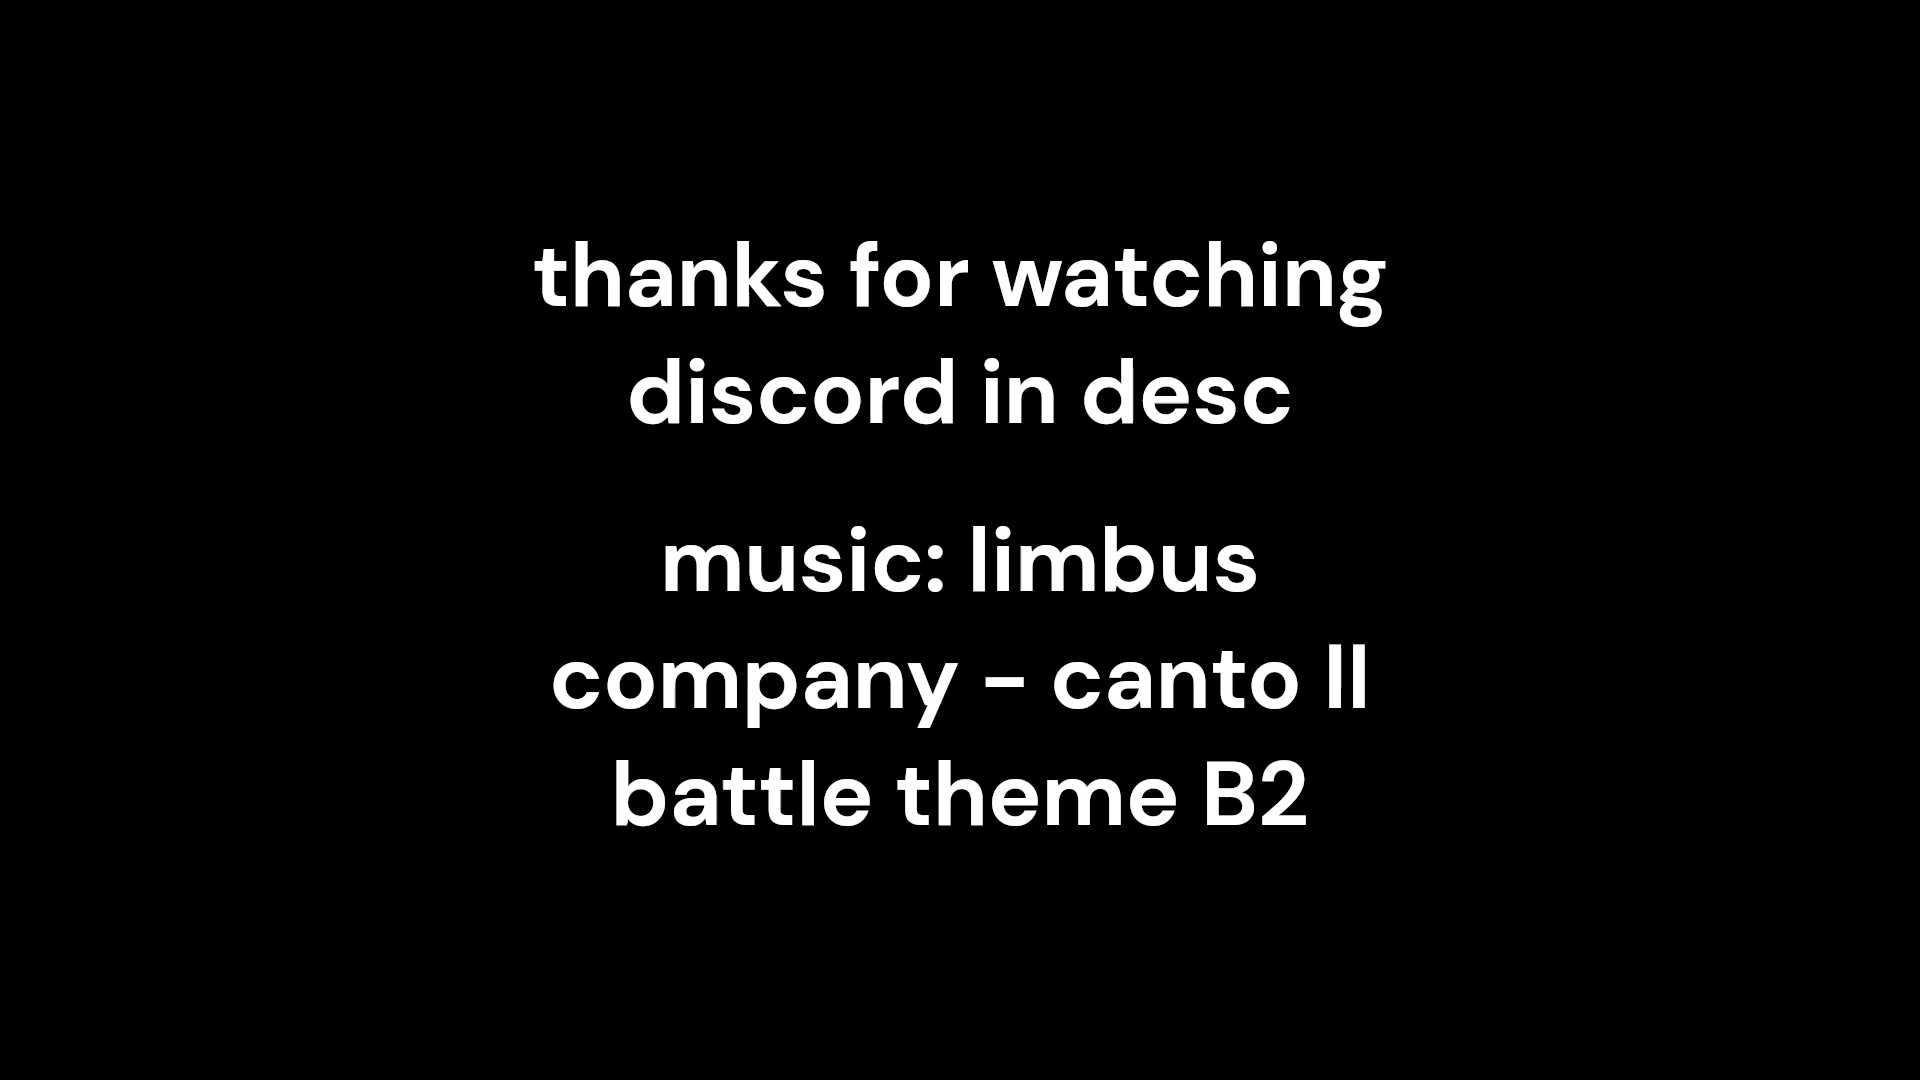 thanks for watching
discord in desc
music: limbus
company - canto II
battle theme B2